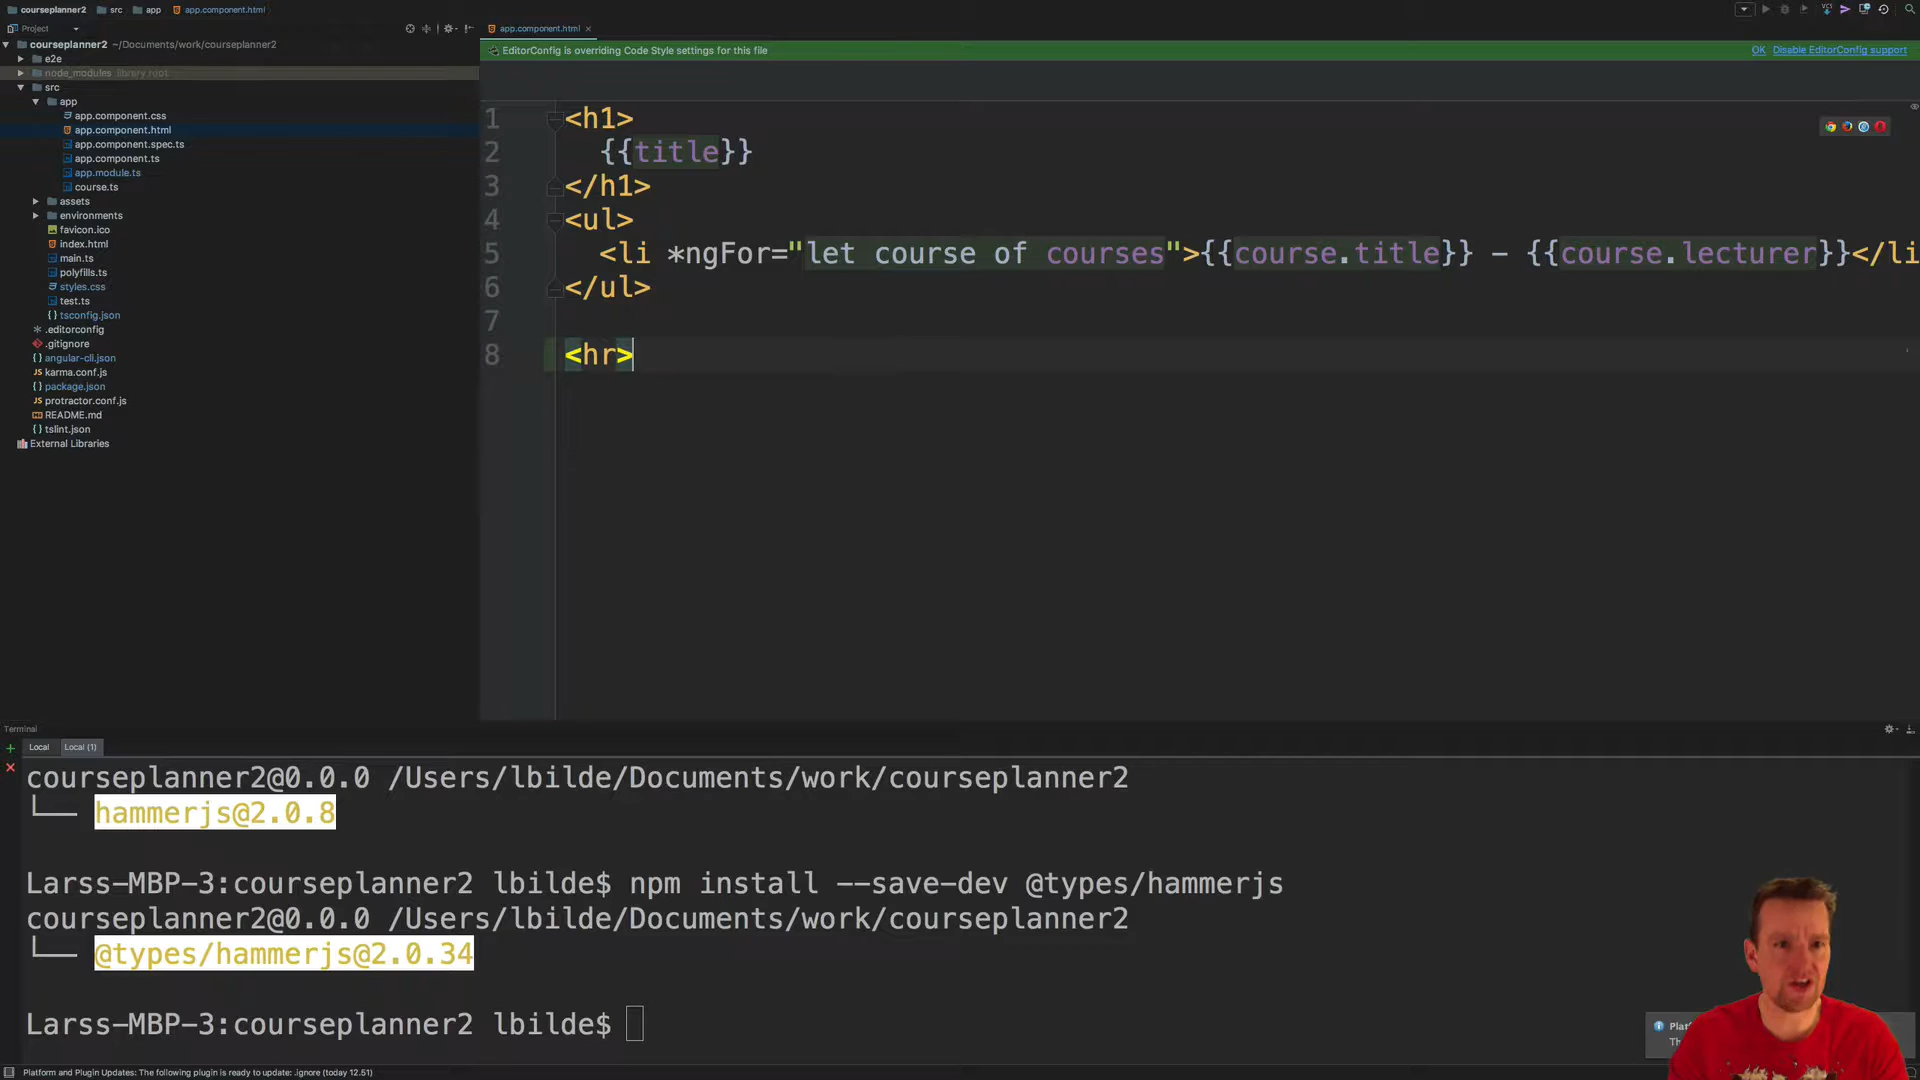 courseplanner2 src app app.component.html
Project
courseplanner2 ~/Documents/work/courseplanner2
e2e
node_modules library root
src
app
app.component.css
app.component.html
app.component.spec.ts
app.component.ts
app.module.ts
course.ts
assets
environments
favicon.ico
index.html
main.ts
polyfills.ts
styles.css
test.ts
tsconfig.json
.editorconfig
.gitignore
angular-cli.json
karma.conf.js
package.json
protractor.conf.js
README.md
tslint.json
External Libraries
VCS
app.component.html
EditorConfig is overriding Code Style settings for this file OK Disable EditorConfig support
1 <h1>
2 {{title}}
3 </h1>
4 <ul>
5 <li *ngFor="let course of courses">{{course.title}} - {{course.lecturer}}</li
6 </ul>
7
8 <hr>
Terminal
Local Local (1)
courseplanner2@0.0.0 /Users/lbilde/Documents/work/courseplanner2
└── hammerjs@2.0.8
Larss-MBP-3:courseplanner2 lbilde$ npm install --save-dev @types/hammerjs
courseplanner2@0.0.0 /Users/lbilde/Documents/work/courseplanner2
└── @types/hammerjs@2.0.34
Larss-MBP-3:courseplanner2 lbilde$
Platform and Plugin Updates: The following plugin is ready to update: .ignore (today 12.51)